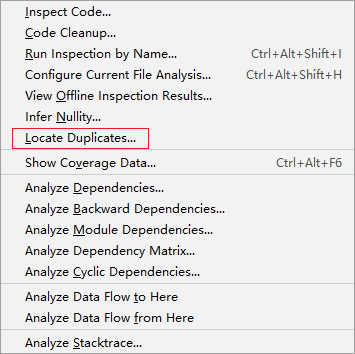 Inspect Code...
Code Cleanup...
Run Inspection by Name... Ctrl+Alt+Shift+I
Configure Current File Analysis... Ctrl+Alt+Shift+H
View Offline Inspection Results...
Infer Nullity...
Locate Duplicates...
Show Coverage Data... Ctrl+Alt+F6
Analyze Dependencies...
Analyze Backward Dependencies...
Analyze Module Dependencies...
Analyze Dependency Matrix...
Analyze Cyclic Dependencies...
Analyze Data Flow to Here
Analyze Data Flow from Here
Analyze Stacktrace...